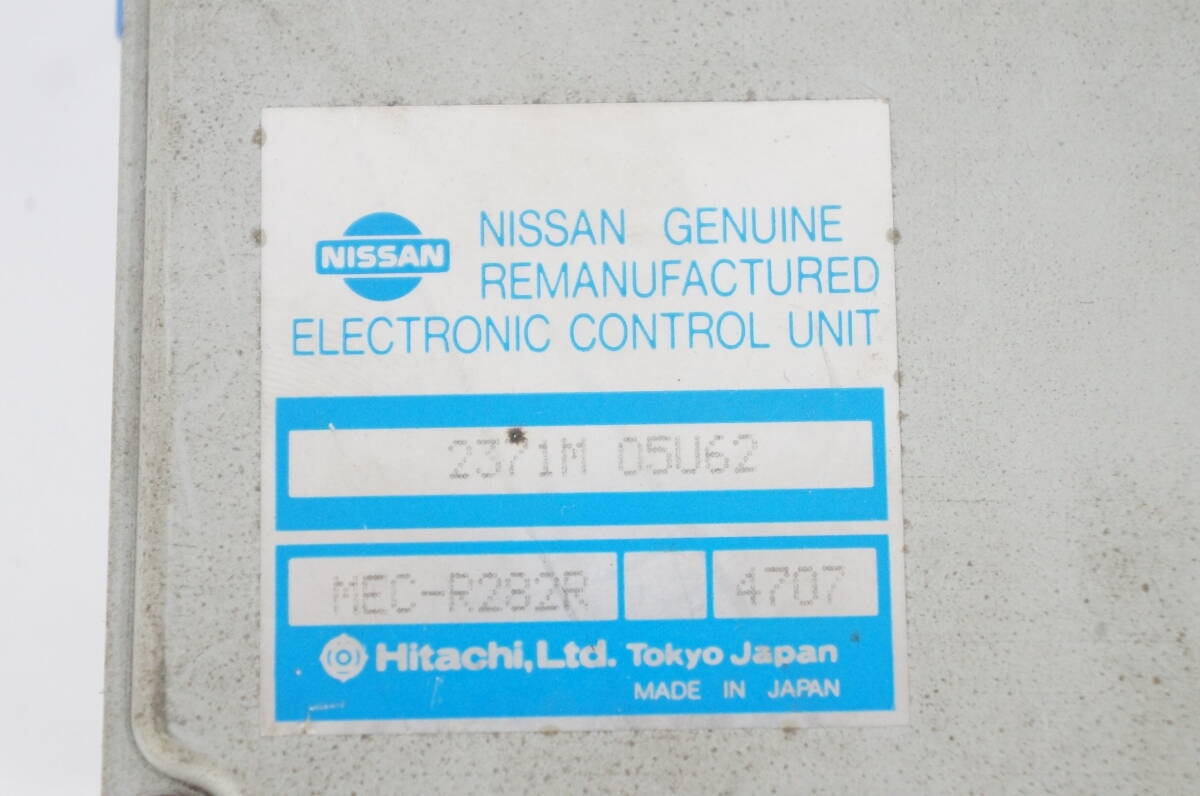 NISSAN
NISSAN GENUINE
REMANUFACTURED
ELECTRONIC CONTROL UNIT
2371M 05U62
MEC-R282R 4707
Hitachi, Ltd. Tokyo Japan
MADE IN JAPAN